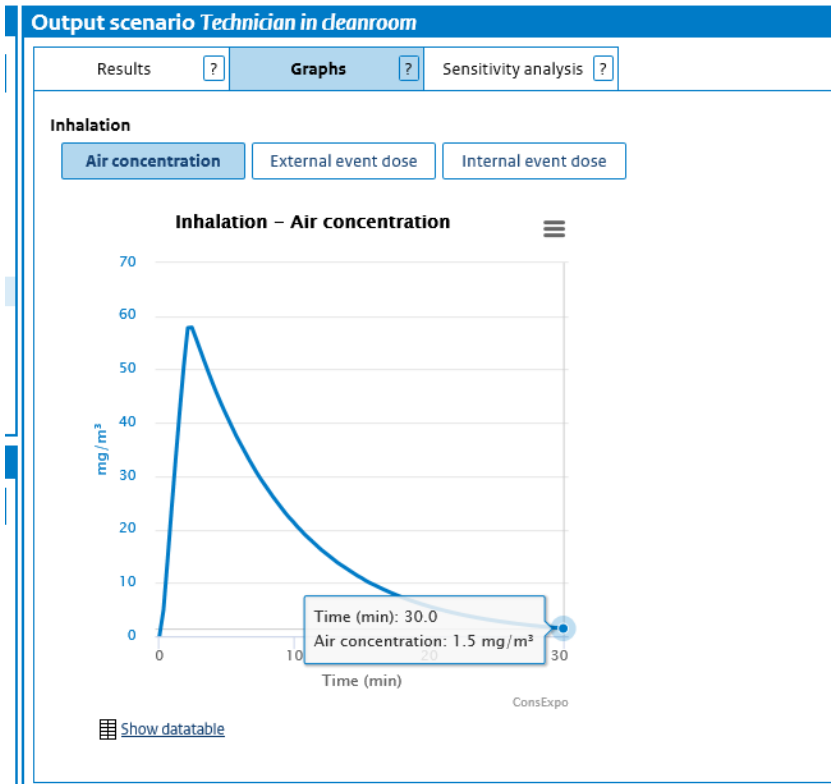 Output scenario Technician in cleanroom
Results ? Graphs ? Sensitivity analysis ?
Inhalation
Air concentration External event dose Internal event dose
Inhalation – Air concentration
70
60
50
40
30
20
10
0
mg/m³
Time (min): 30.0
Air concentration: 1.5 mg/m³
0 10 20 30
Time (min)
ConsExpo
Show datatable